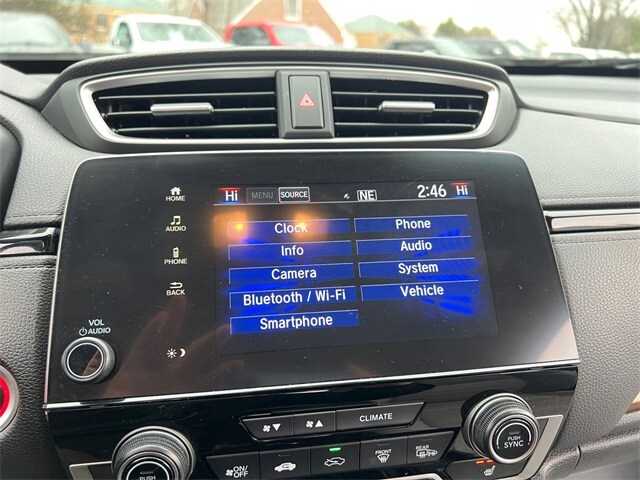 Hi MENU SOURCE NE 2:46 Hi
HOME
AUDIO
PHONE
BACK
Clock Phone
Info Audio
Camera System
Bluetooth / Wi-Fi Vehicle
Smartphone
VOL
AUDIO
CLIMATE
ON/OFF
FRONT
REAR
PUSH
PUSH
SYNC